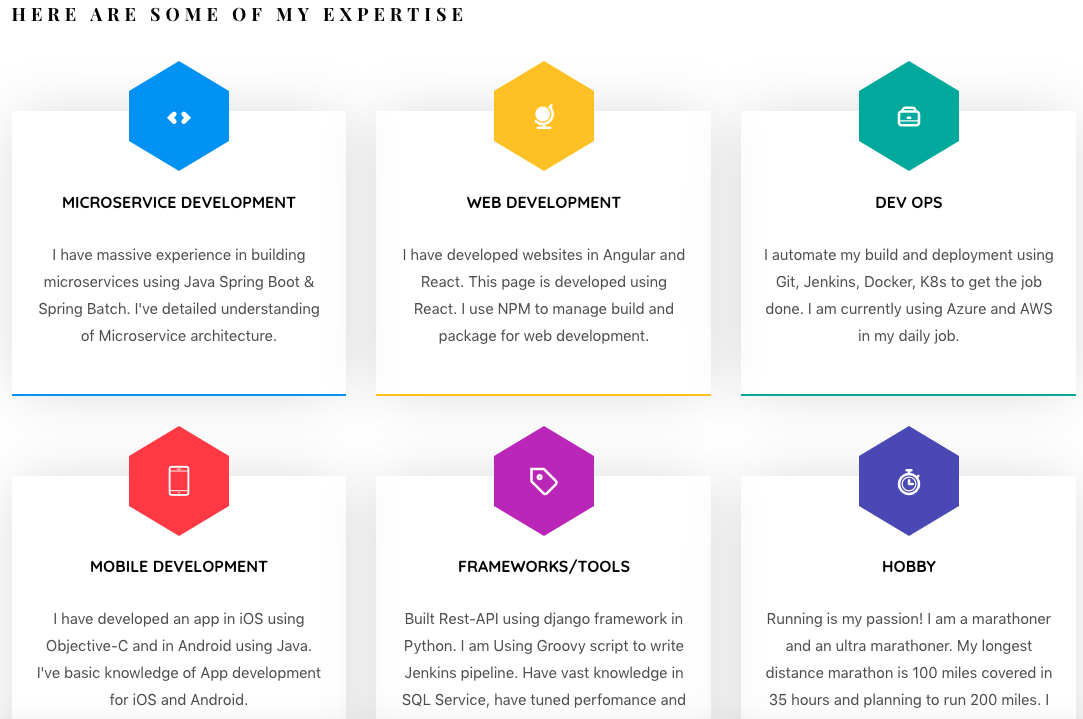 HERE ARE SOME OF MY EXPERTISE
MICROSERVICE DEVELOPMENT
I have massive experience in building
microservices using Java Spring Boot &
Spring Batch. I've detailed understanding
of Microservice architecture.
WEB DEVELOPMENT
I have developed websites in Angular and
React. This page is developed using
React. I use NPM to manage build and
package for web development.
DEV OPS
I automate my build and deployment using
Git, Jenkins, Docker, K8s to get the job
done. I am currently using Azure and AWS
in my daily job.
MOBILE DEVELOPMENT
I have developed an app in iOS using
Objective-C and in Android using Java.
I've basic knowledge of App development
for iOS and Android.
FRAMEWORKS/TOOLS
Built Rest-API using django framework in
Python. I am Using Groovy script to write
Jenkins pipeline. Have vast knowledge in
SQL Service, have tuned perfomance and
HOBBY
Running is my passion! I am a marathoner
and an ultra marathoner. My longest
distance marathon is 100 miles covered in
35 hours and planning to run 200 miles. I